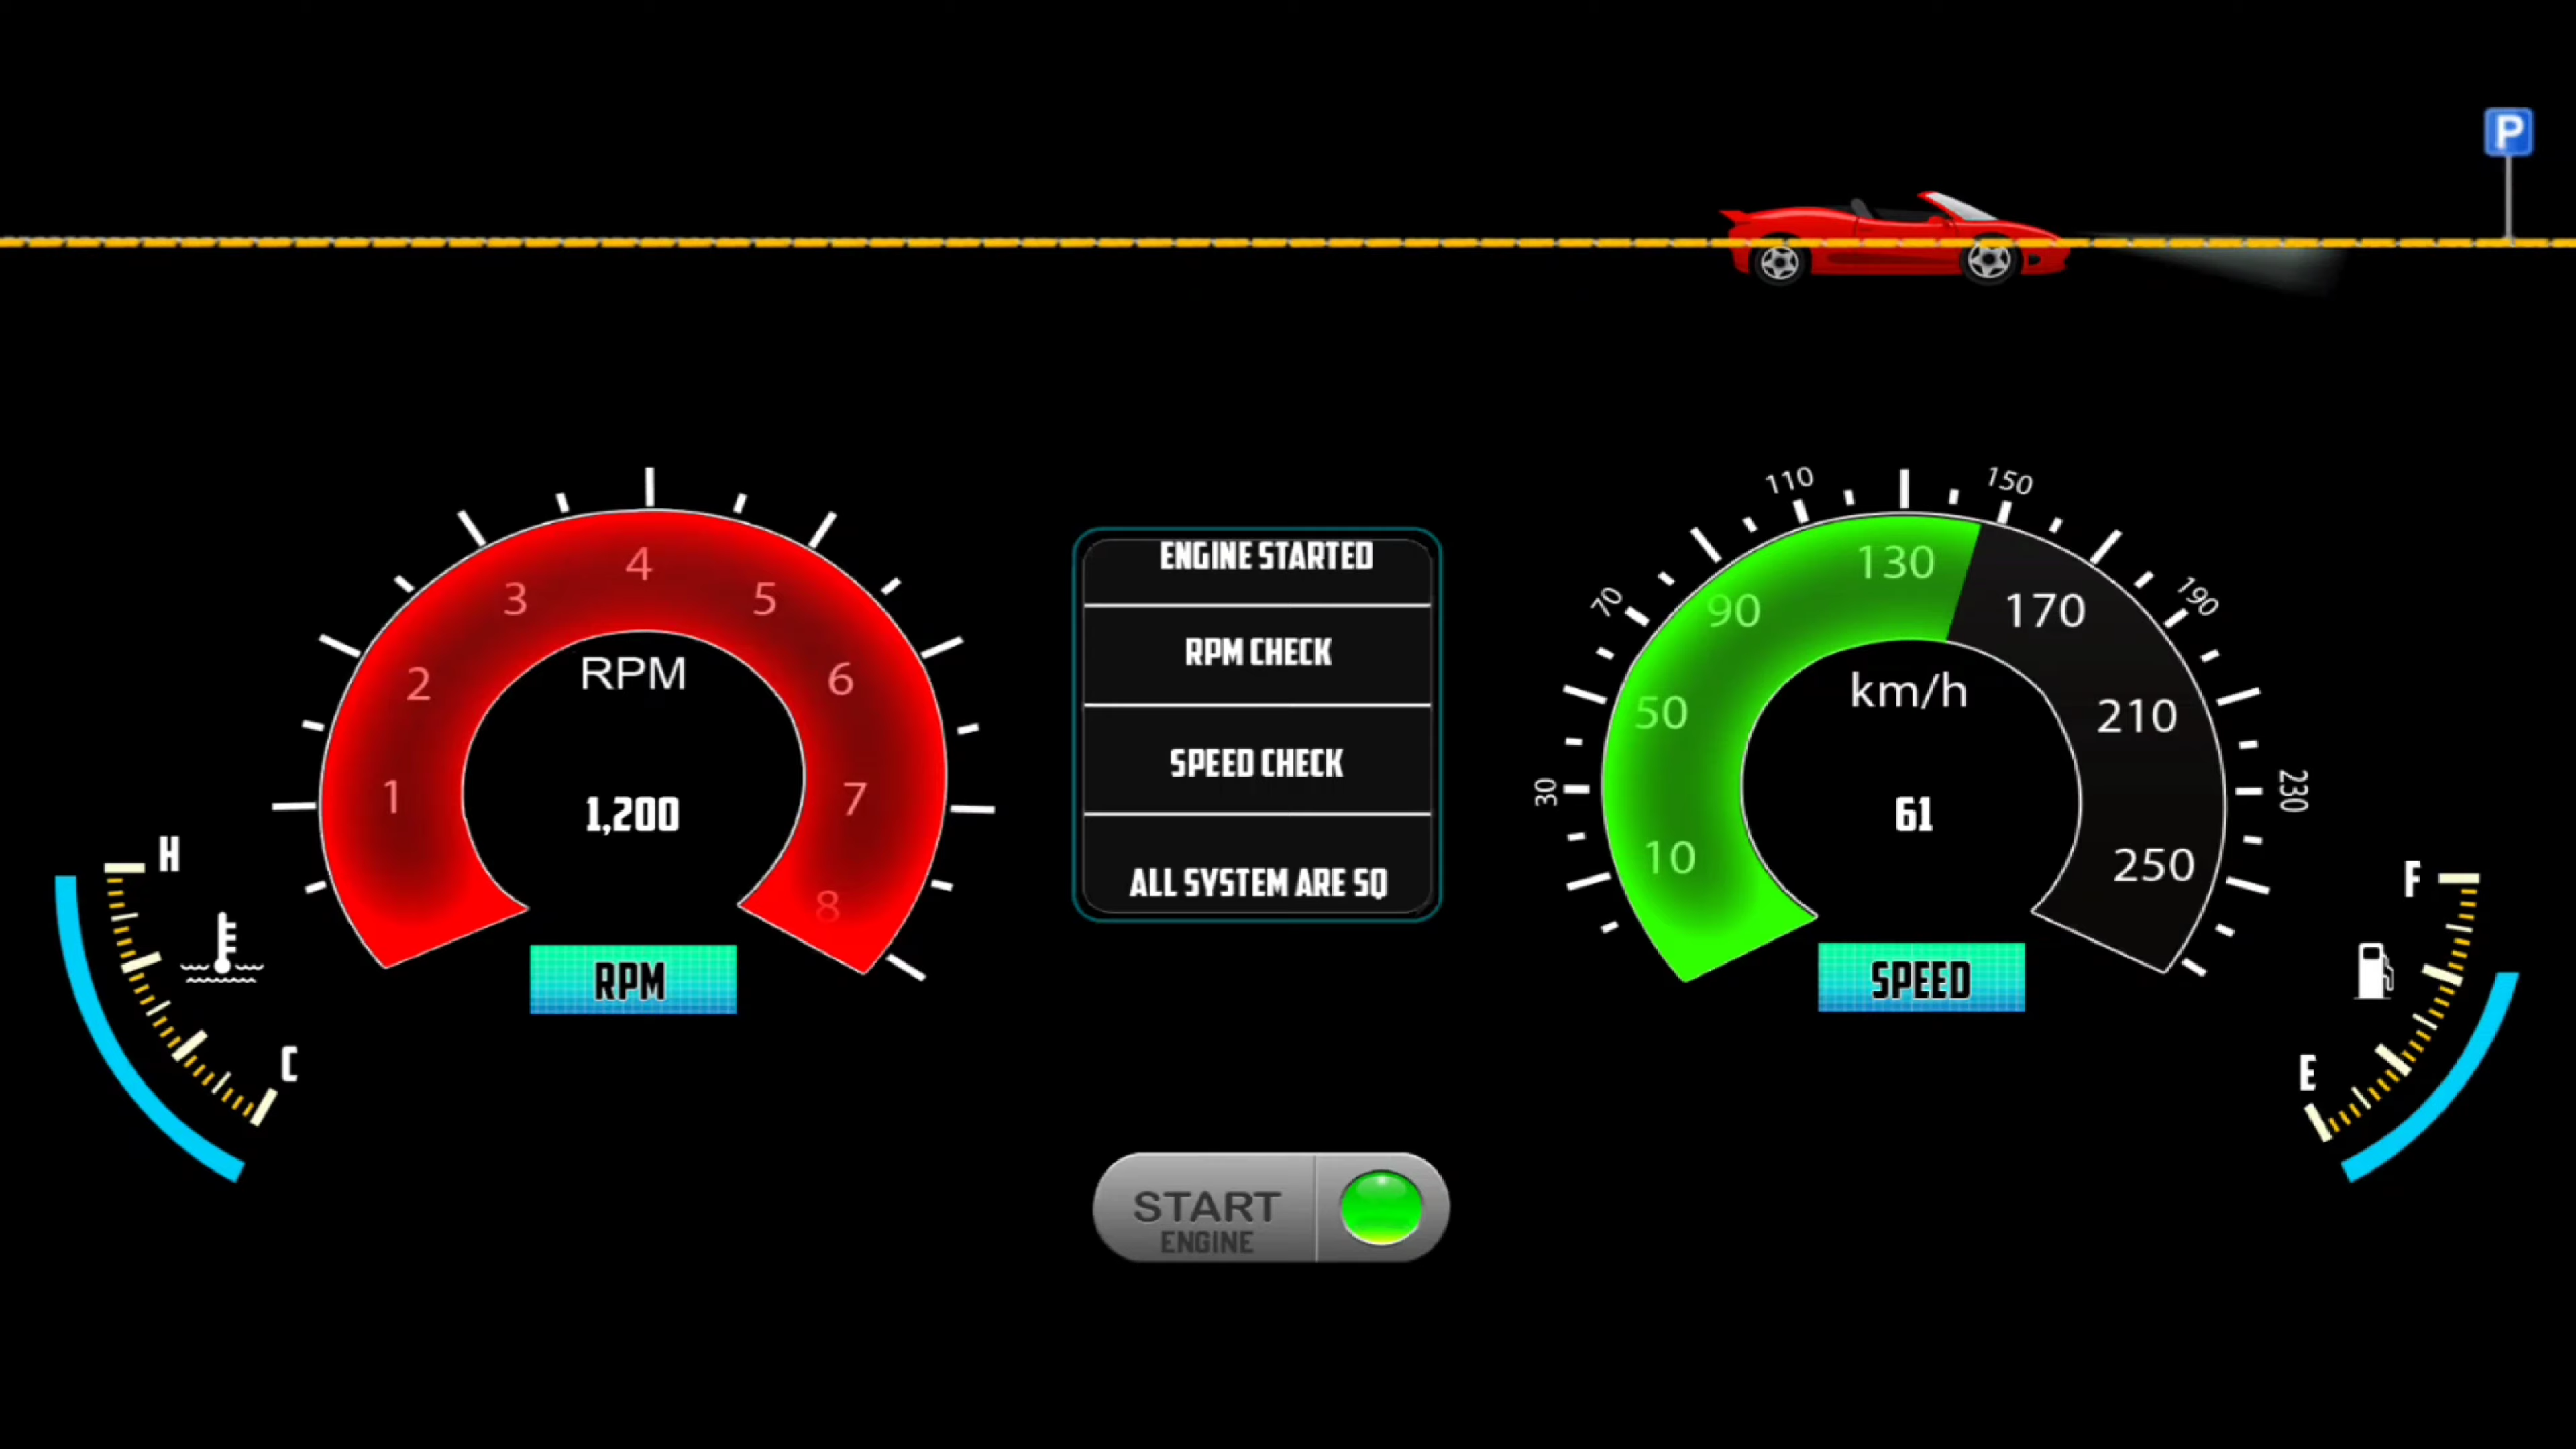 P
110
150
70
190
4
130
3
5
90
170
RPM
km/h
2
6
50
210
1
7
30
230
1,200
61
10
250
8
ENGINE STARTED
RPM CHECK
SPEED CHECK
ALL SYSTEM ARE SQ
H
C
F
E
RPM
SPEED
START
ENGINE